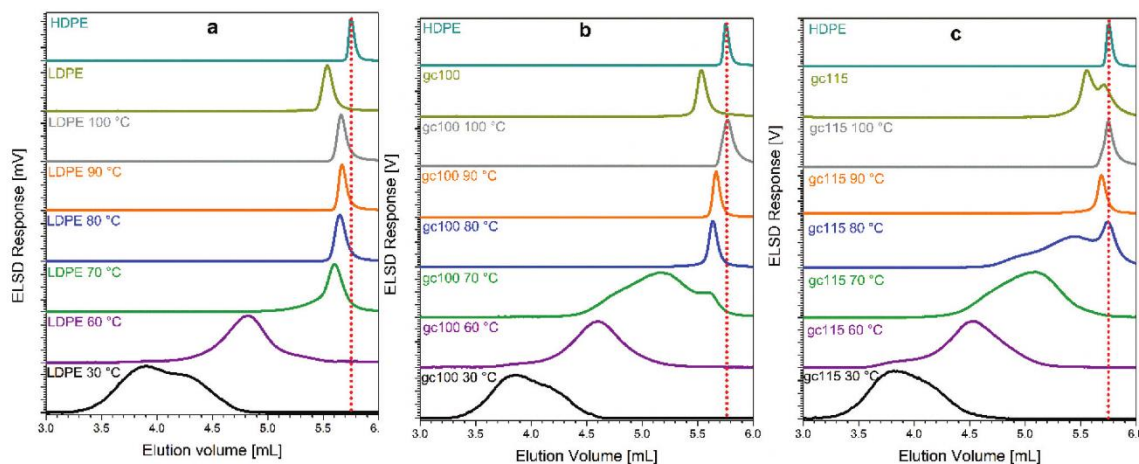 a
HDPE
LDPE
LDPE 100 °C
LDPE 90 °C
LDPE 80 °C
LDPE 70 °C
LDPE 60 °C
LDPE 30 °C
ELSD Response [mV]
3.0 3.5 4.0 4.5 5.0 5.5 6.0
Elution volume [mL]
b
HDPE
gc100
gc100 100 °C
gc100 90 °C
gc100 80 °C
gc100 70 °C
gc100 60 °C
gc100 30 °C
ELSD Response [V]
3.0 3.5 4.0 4.5 5.0 5.5 6.0
Elution Volume [mL]
c
HDPE
gc115
gc115 100 °C
gc115 90 °C
gc115 80 °C
gc115 70 °C
gc115 60 °C
gc115 30 °C
ELSD Response [V]
3.0 3.5 4.0 4.5 5.0 5.5 6.0
Elution Volume [mL]